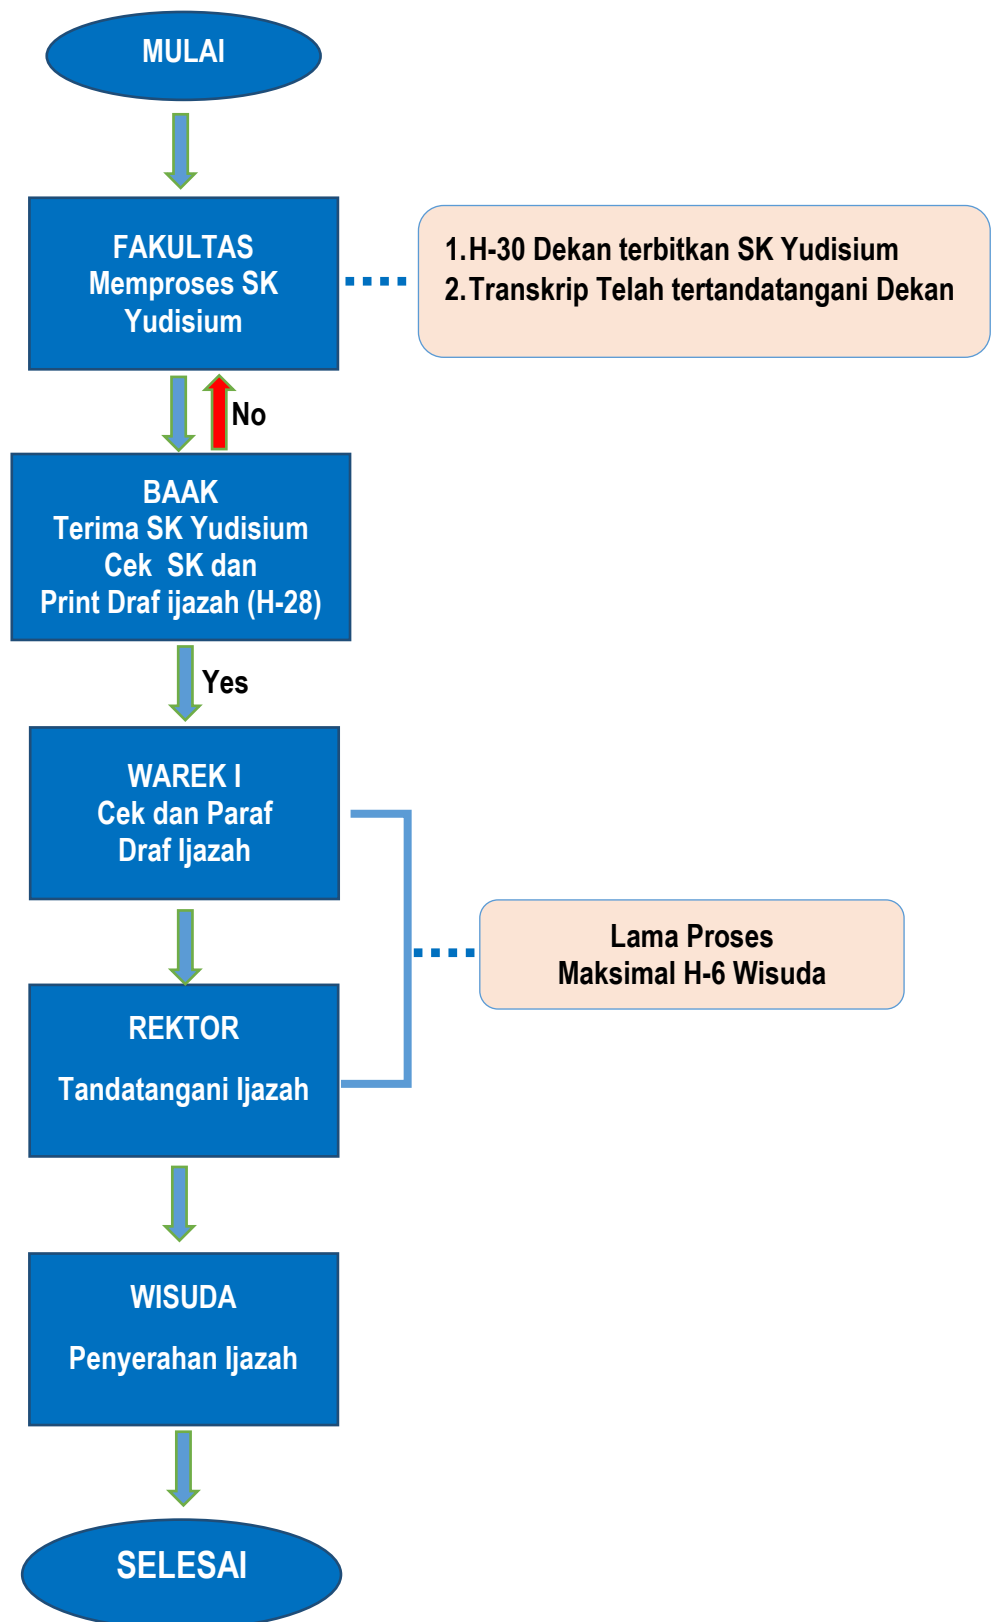 MULAI
FAKULTAS
Memproses SK
Yudisium
1. H-30 Dekan terbitkan SK Yudisium
2. Transkrip Telah tertandatangani Dekan
No
BAAK
Terima SK Yudisium
Cek SK dan
Print Draf ijazah (H-28)
Yes
WAREK I
Cek dan Paraf
Draf Ijazah
Lama Proses
Maksimal H-6 Wisuda
REKTOR
Tandatangani Ijazah
WISUDA
Penyerahan Ijazah
SELESAI